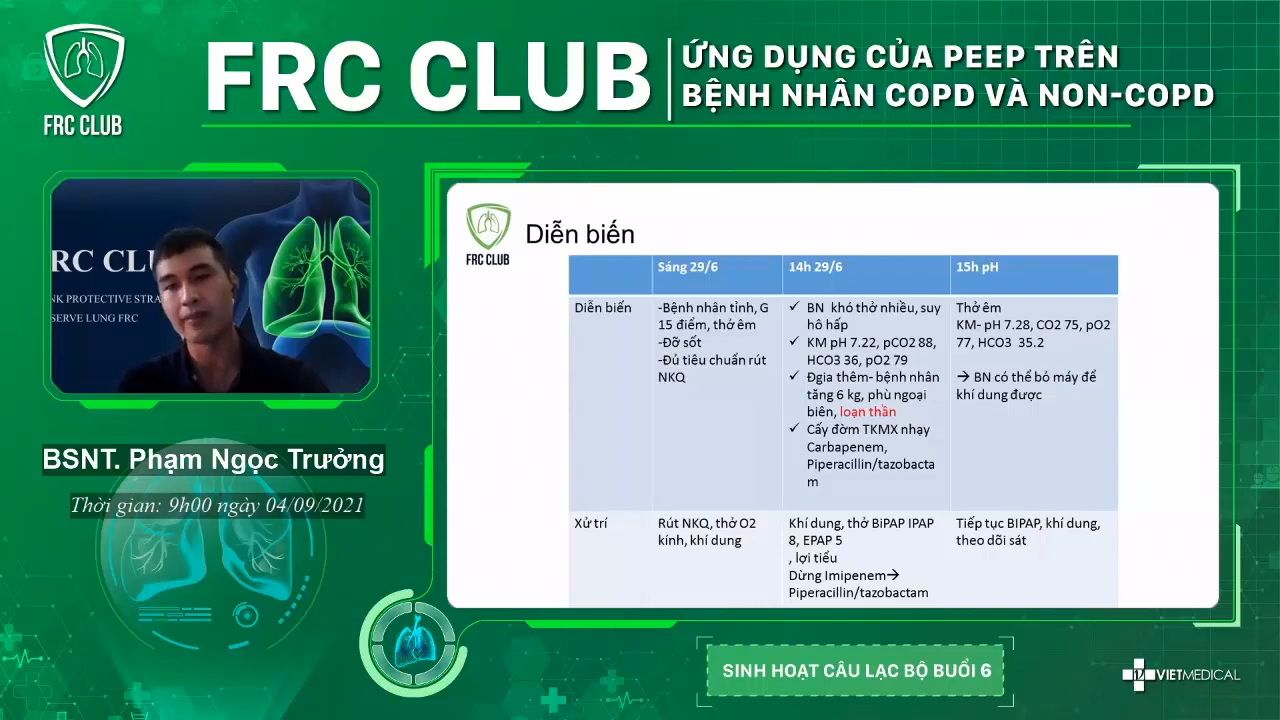 FRC CLUB
FRC CLUB
ỨNG DỤNG CỦA PEEP TRÊN
BỆNH NHÂN COPD VÀ NON-COPD
RC CLU
NK PROTECTIVE STRA
SERVE LUNG FRC
BSNT. Phạm Ngọc Trưởng
Thời gian: 9h00 ngày 04/09/2021
FRC CLUB
Diễn biến
Sáng 29/6
14h 29/6
15h pH
Diễn biến
-Bệnh nhân tỉnh, G
15 điểm, thở êm
-Đỡ sốt
-Đủ tiêu chuẩn rút
NKQ
✓ BN khó thở nhiều, suy
hô hấp
✓ KM pH 7.22, pCO2 88,
HCO3 36, pO2 79
✓ Đgia thêm- bệnh nhân
tăng 6 kg, phù ngoại
biên, loạn thần
✓ Cấy đờm TKMX nhạy
Carbapenem,
Piperacillin/tazobacta
m
Thở êm
KM- pH 7.28, CO2 75, pO2
77, HCO3 35.2
→ BN có thể bỏ máy để
khí dung được
Xử trí
Rút NKQ, thở O2
kính, khí dung
Khí dung, thở BiPAP IPAP
8, EPAP 5
, lợi tiểu
Dừng Imipenem→
Piperacillin/tazobactam
Tiếp tục BIPAP, khí dung,
theo dõi sát
SINH HOẠT CÂU LẠC BỘ BUỔI 6
VIETMEDICAL